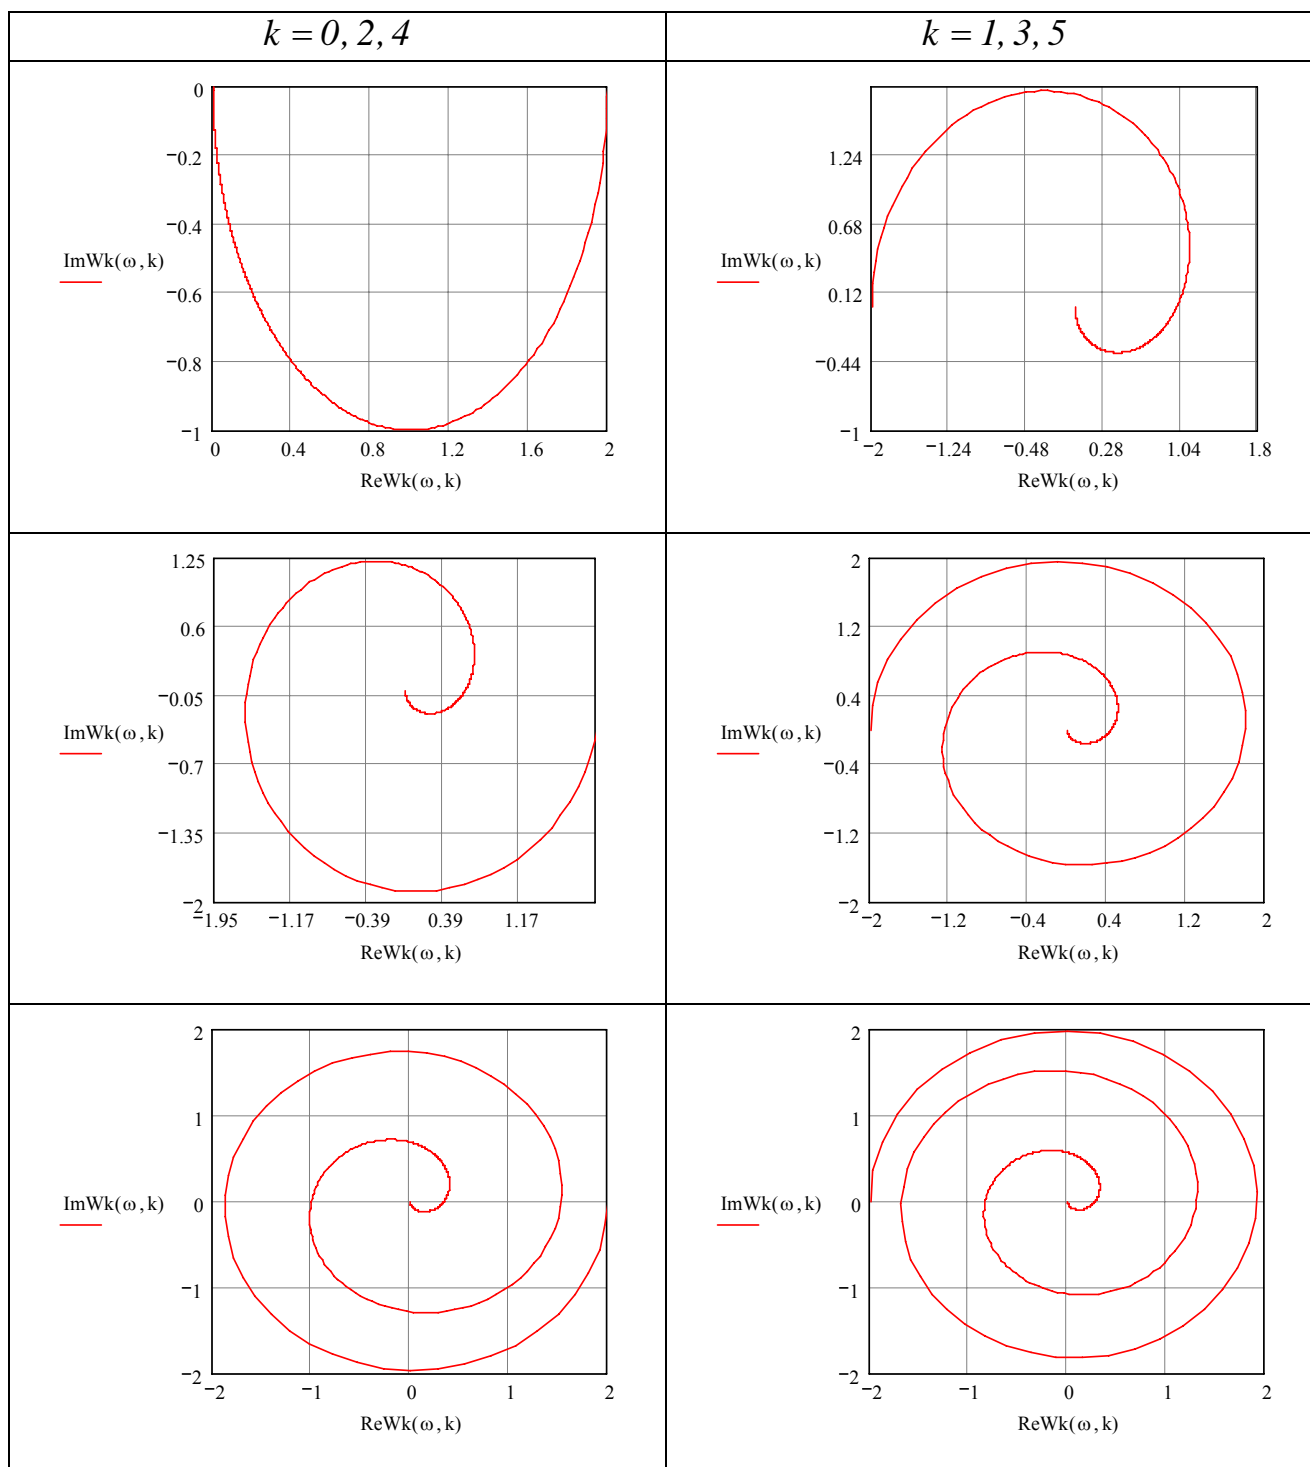 k = 0, 2, 4
k = 1, 3, 5
0
−0.2
−0.4
−0.6
−0.8
−1
ImWk(ω, k)
0 0.4 0.8 1.2 1.6 2
ReWk(ω, k)
1.24
0.68
0.12
−0.44
−1
ImWk(ω, k)
−2 −1.24 −0.48 0.28 1.04 1.8
ReWk(ω, k)
1.25
0.6
−0.05
−0.7
−1.35
−2
ImWk(ω, k)
−1.95 −1.17 −0.39 0.39 1.17
ReWk(ω, k)
2
1.2
0.4
−0.4
−1.2
−2
ImWk(ω, k)
−2 −1.2 −0.4 0.4 1.2 2
ReWk(ω, k)
2
1
0
−1
−2
ImWk(ω, k)
−2 −1 0 1 2
ReWk(ω, k)
2
1
0
−1
−2
ImWk(ω, k)
−2 −1 0 1 2
ReWk(ω, k)